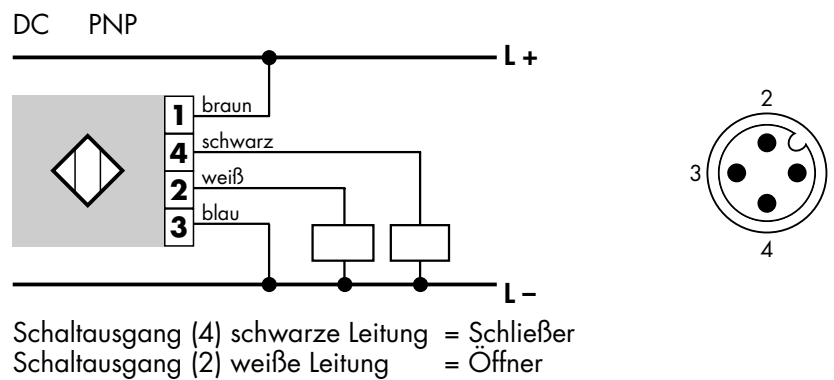 DC PNP
L +
1 braun
4 schwarz
2 weiß
3 blau
L –
2
3
4
Schaltausgang (4) schwarze Leitung = Schließer
Schaltausgang (2) weiße Leitung = Öffner